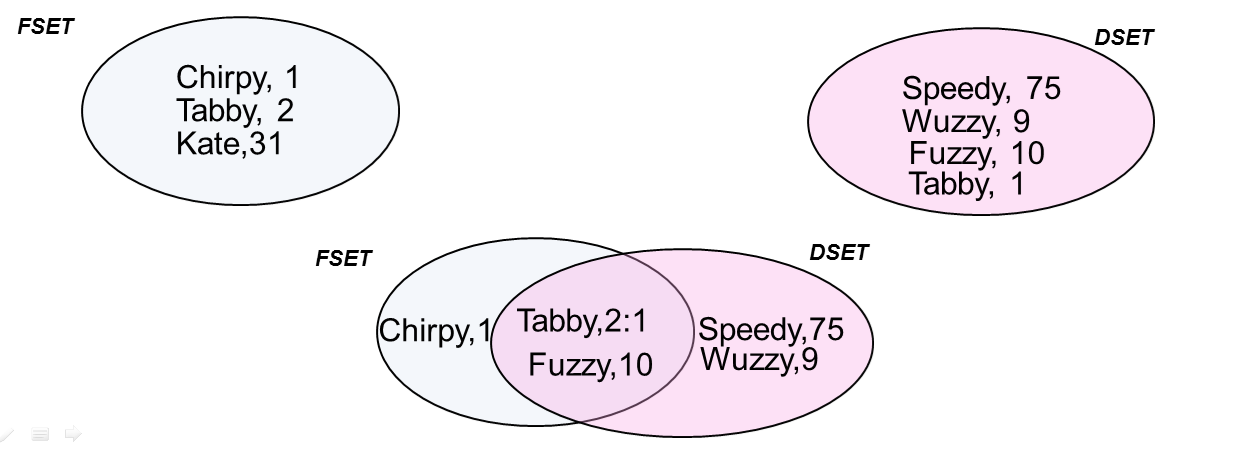 FSET
Chirpy, 1
Tabby, 2
Kate,31
DSET
Speedy, 75
Wuzzy, 9
Fuzzy, 10
Tabby, 1
FSET
DSET
Chirpy,1
Tabby,2:1
Fuzzy,10
Speedy,75
Wuzzy,9